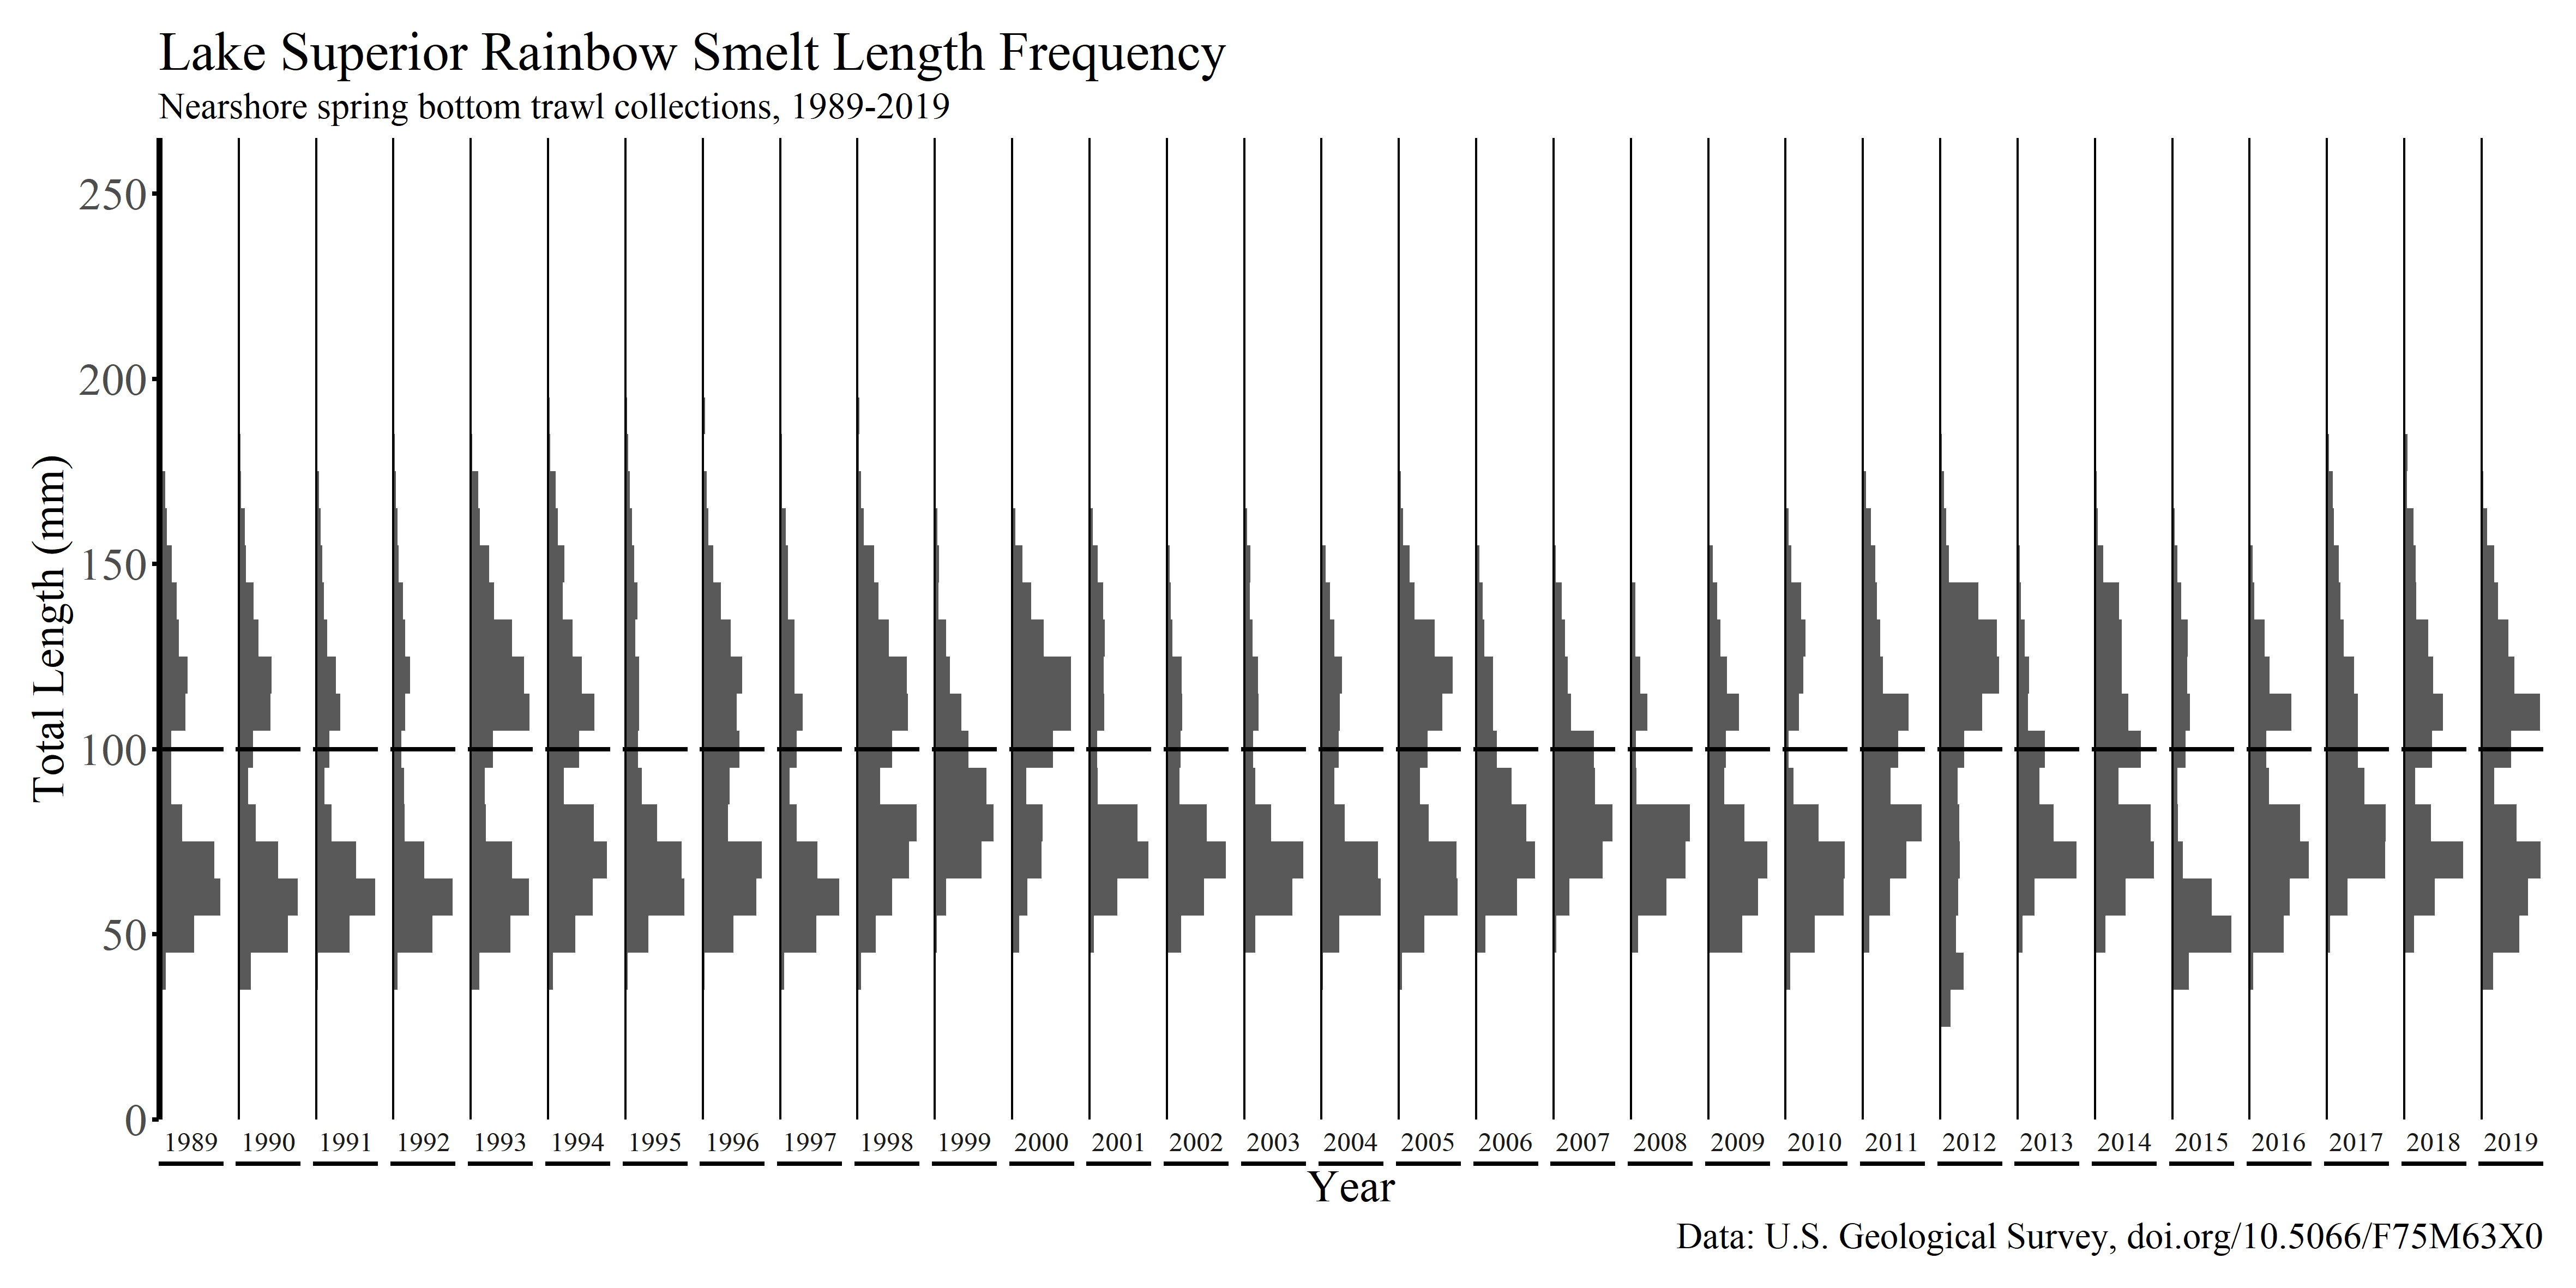 Lake Superior Rainbow Smelt Length Frequency
Nearshore spring bottom trawl collections, 1989-2019
Total Length (mm)
250
200
150
100
50
0
1989 1990 1991 1992 1993 1994 1995 1996 1997 1998 1999 2000 2001 2002 2003 2004 2005 2006 2007 2008 2009 2010 2011 2012 2013 2014 2015 2016 2017 2018 2019
Year
Data: U.S. Geological Survey, doi.org/10.5066/F75M63X0